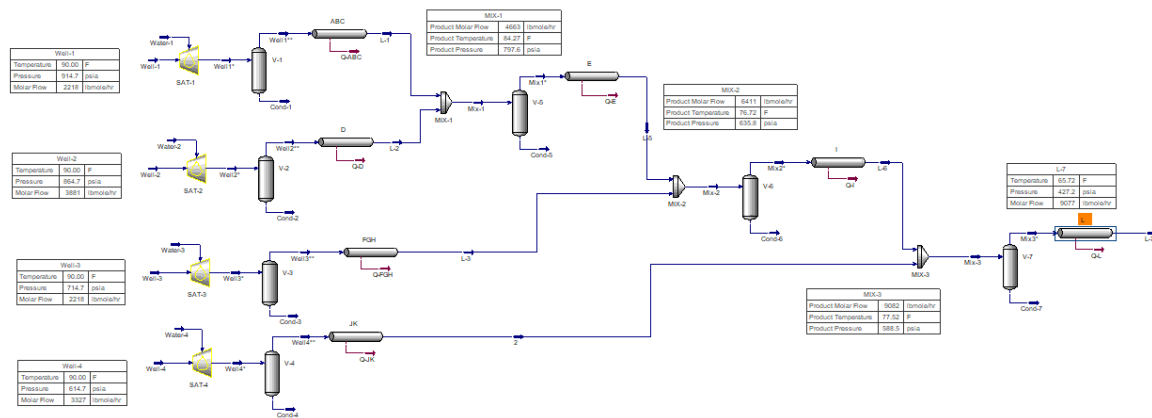 Well-1
Temperature 90.00 F
Pressure 914.7 psia
Molar Flow 2218 lbmole/hr
Water-1
Well-1
SAT-1
Well1*
Well1**
V-1
Cond-1
ABC
Q-ABC
L-1
MIX-1
Product Molar Flow 4663 lbmole/hr
Product Temperature 84.27 F
Product Pressure 797.6 psia
MIX-1
Mix-1
Mix1*
V-5
Cond-5
E
Q-E
L-5
Well-2
Temperature 90.00 F
Pressure 864.7 psia
Molar Flow 3881 lbmole/hr
Water-2
Well-2
SAT-2
Well2*
Well2**
V-2
Cond-2
D
Q-D
L-2
MIX-2
Product Molar Flow 6411 lbmole/hr
Product Temperature 76.72 F
Product Pressure 635.8 psia
MIX-2
Mix-2
Mix2*
V-6
Cond-6
I
Q-I
L-6
Well-3
Temperature 90.00 F
Pressure 714.7 psia
Molar Flow 2218 lbmole/hr
Water-3
Well-3
SAT-3
Well3*
Well3**
V-3
Cond-3
FGH
Q-FGH
L-3
L-7
Temperature 65.72 F
Pressure 427.2 psia
Molar Flow 9077 lbmole/hr
L
Q-L
MIX-3
Mix-3
Mix3*
V-7
Cond-7
MIX-3
Product Molar Flow 9082 lbmole/hr
Product Temperature 77.52 F
Product Pressure 588.5 psia
Well-4
Temperature 90.00 F
Pressure 614.7 psia
Molar Flow 3327 lbmole/hr
Water-4
Well-4
SAT-4
Well4*
Well4**
V-4
Cond-4
JK
Q-JK
2